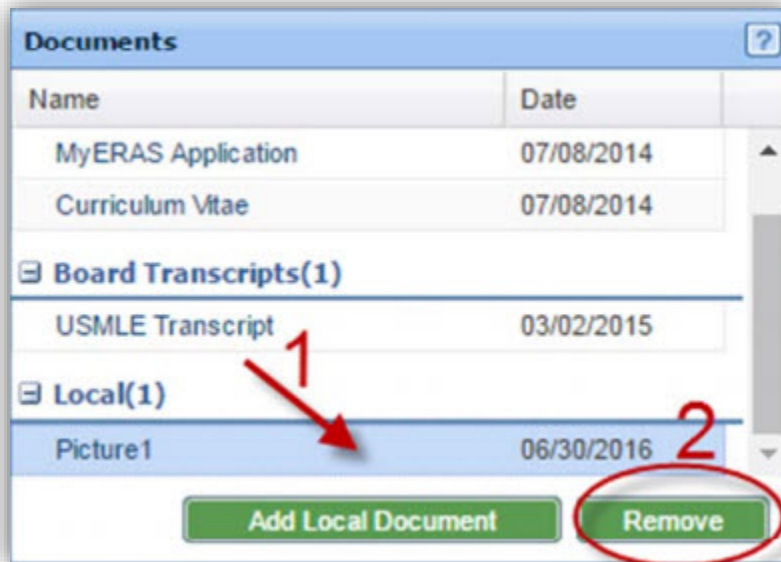 Documents ?
Name Date
MyERAS Application 07/08/2014
Curriculum Vitae 07/08/2014
Board Transcripts(1)
USMLE Transcript 03/02/2015
1
Local(1)
2
Picture1 06/30/2016
Add Local Document Remove